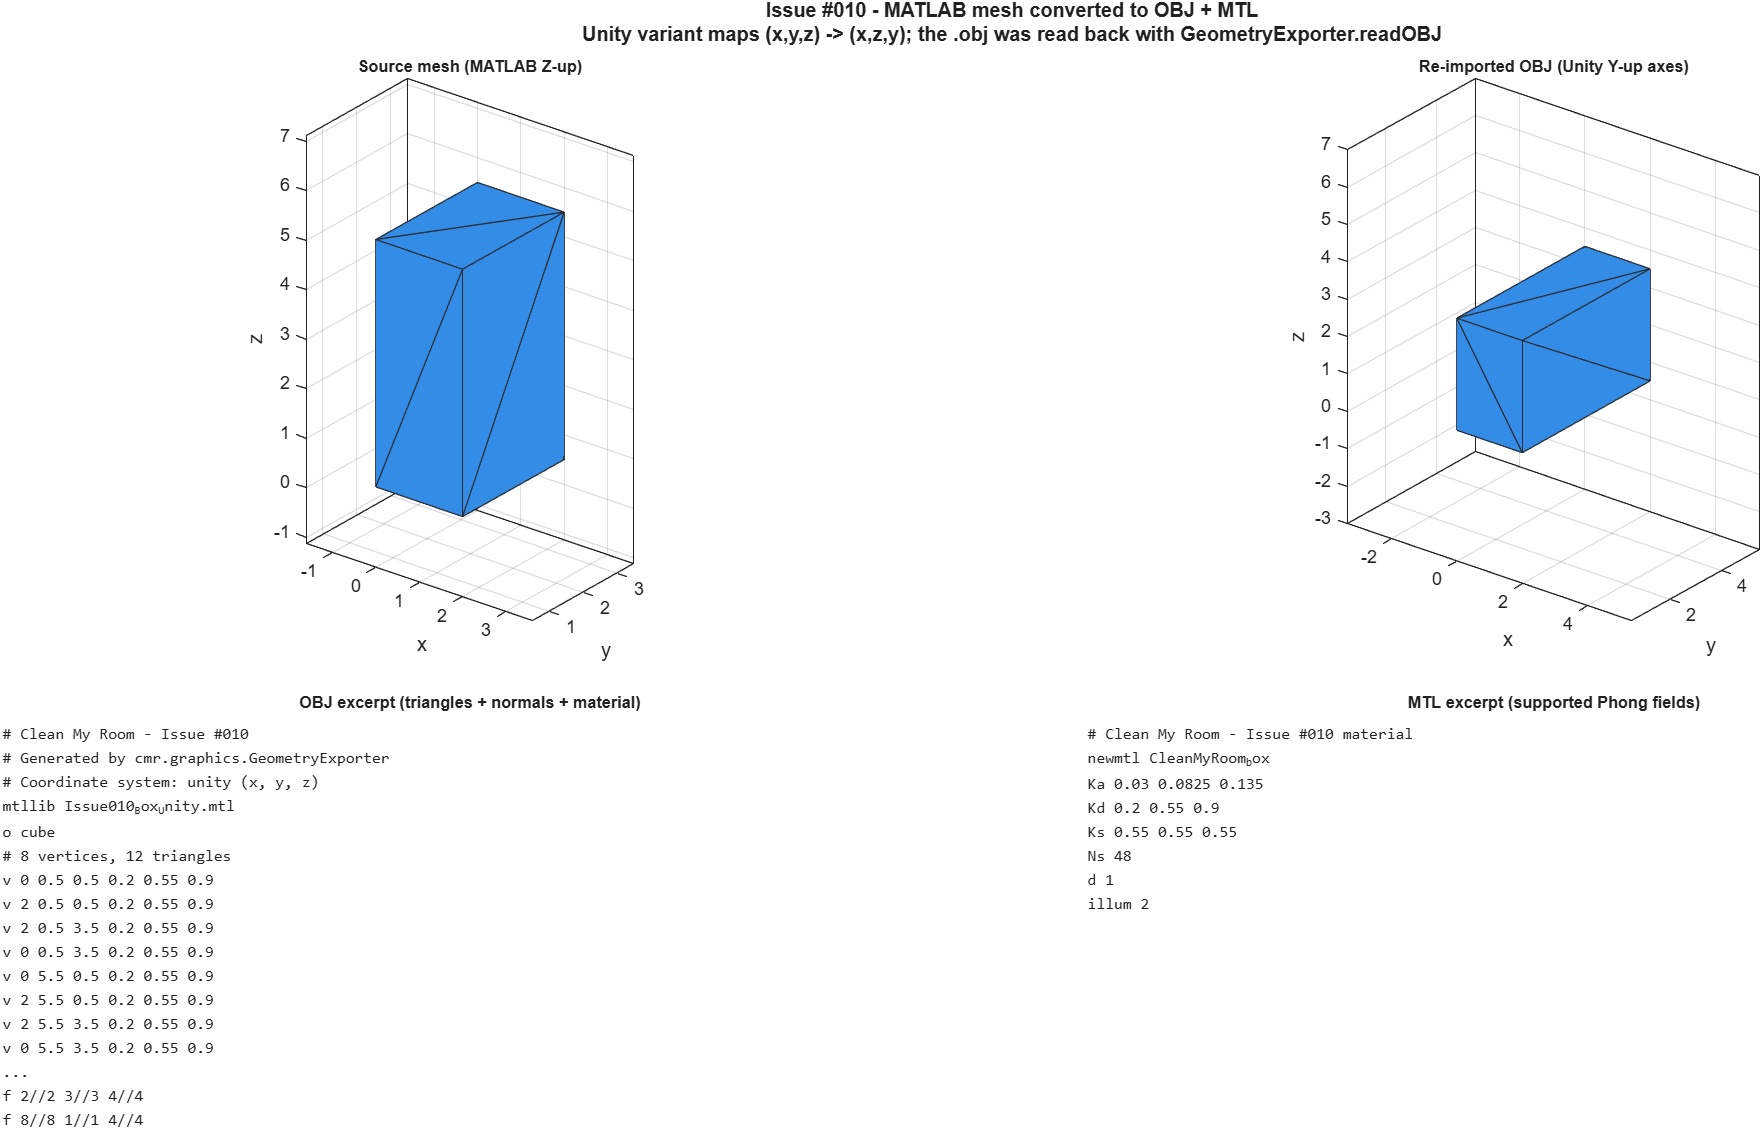 Issue #010 - MATLAB mesh converted to OBJ + MTL
Unity variant maps (x,y,z) -> (x,z,y); the .obj was read back with GeometryExporter.readOBJ
Source mesh (MATLAB Z-up)
7
6
5
4
3
2
1
0
-1
z
-1
0
1
2
3
x
1
2
3
y
Re-imported OBJ (Unity Y-up axes)
7
6
5
4
3
2
1
0
-1
-2
-3
z
-2
0
2
4
x
2
4
y
OBJ excerpt (triangles + normals + material)
# Clean My Room - Issue #010
# Generated by cmr.graphics.GeometryExporter
# Coordinate system: unity (x, y, z)
mtllib Issue010BoxUnity.mtl
o cube
# 8 vertices, 12 triangles
v 0 0.5 0.5 0.2 0.55 0.9
v 2 0.5 0.5 0.2 0.55 0.9
v 2 0.5 3.5 0.2 0.55 0.9
v 0 0.5 3.5 0.2 0.55 0.9
v 0 5.5 0.5 0.2 0.55 0.9
v 2 5.5 0.5 0.2 0.55 0.9
v 2 5.5 3.5 0.2 0.55 0.9
v 0 5.5 3.5 0.2 0.55 0.9
...
f 2//2 3//3 4//4
f 8//8 1//1 4//4
MTL excerpt (supported Phong fields)
# Clean My Room - Issue #010 material
newmtl CleanMyRoombox
Ka 0.03 0.0825 0.135
Kd 0.2 0.55 0.9
Ks 0.55 0.55 0.55
Ns 48
d 1
illum 2